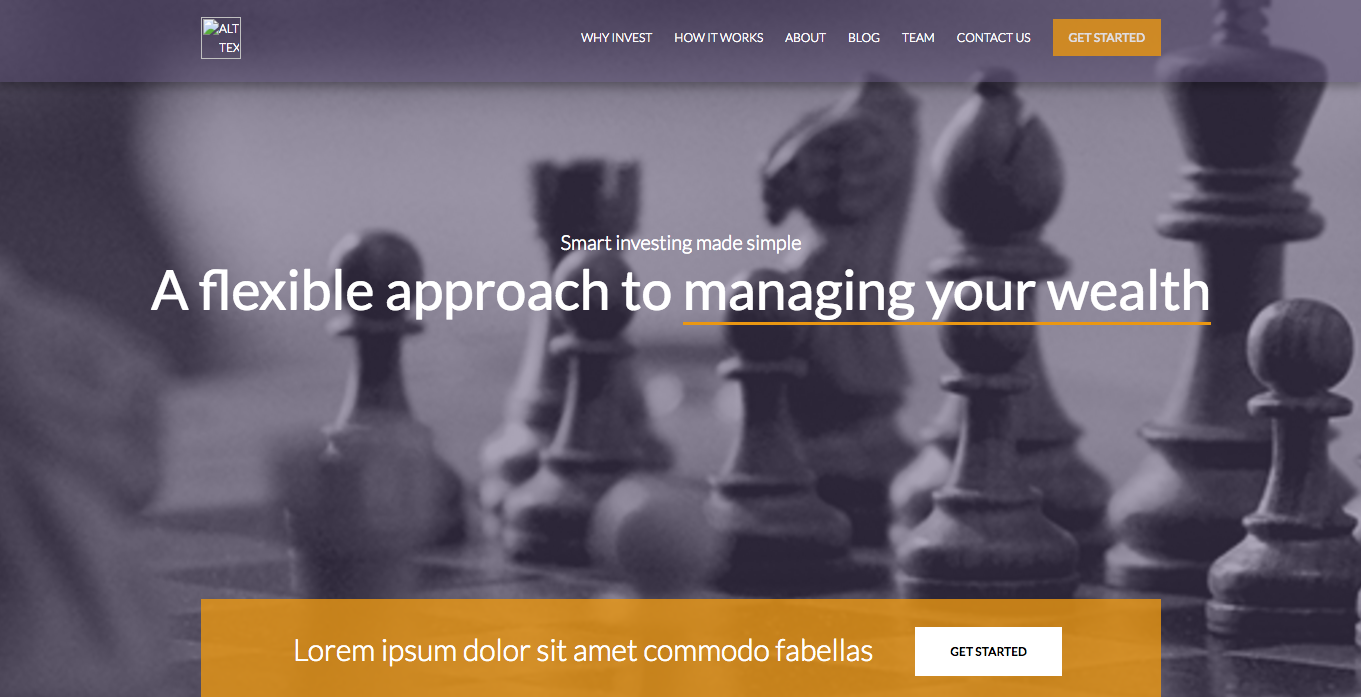 ALT
TEX
WHY INVEST HOW IT WORKS ABOUT BLOG TEAM CONTACT US GET STARTED
Smart investing made simple
A flexible approach to managing your wealth
Lorem ipsum dolor sit amet commodo fabellas GET STARTED